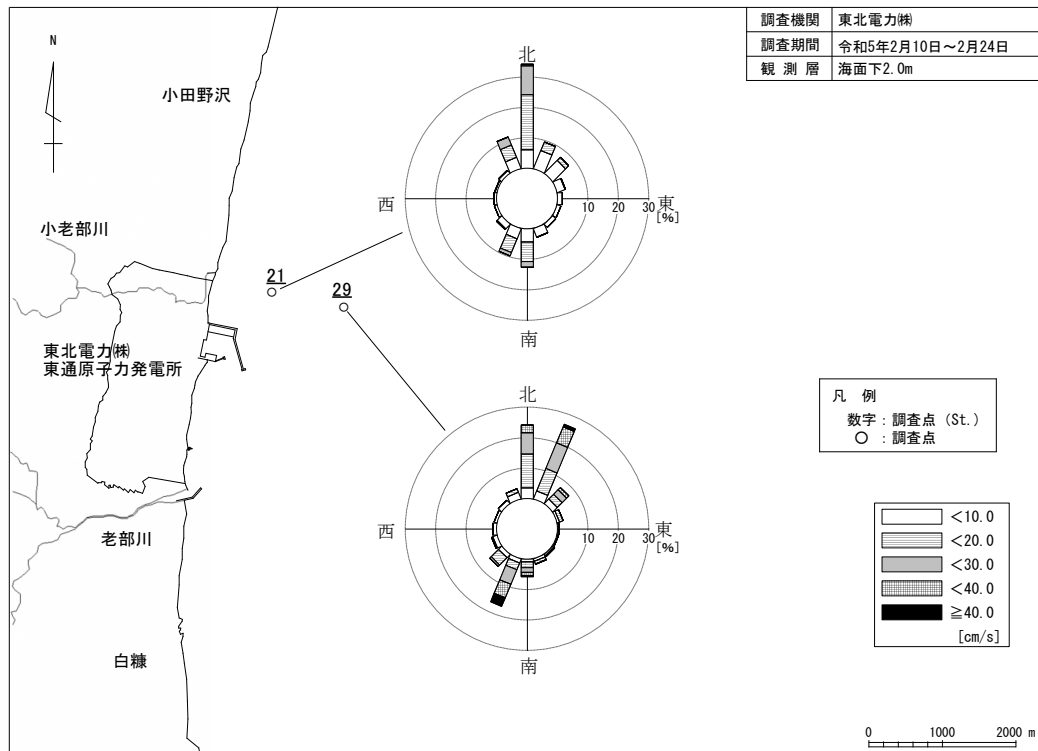 調査機関 東北電力㈱
調査期間 令和5年2月10日～2月24日
観測層 海面下2.0m
N
小田野沢
小老部川
東北電力㈱
東通原子力発電所
老部川
白糠
21
29
北
西
10 20 30 東
[%]
南
北
西
10 20 30 東
[%]
南
凡 例
数字：調査点 (St.)
○ ：調査点
＜10.0
＜20.0
＜30.0
＜40.0
≧40.0
[cm/s]
0 1000 2000 m